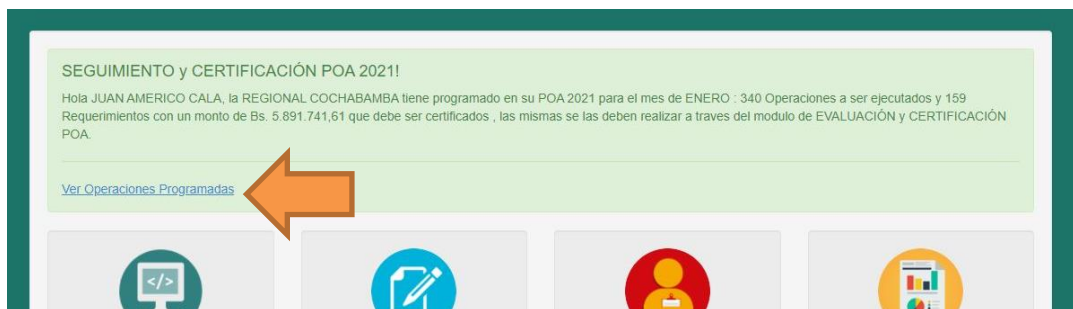 SEGUIMIENTO y CERTIFICACIÓN POA 2021!
Hola JUAN AMERICO CALA, la REGIONAL COCHABAMBA tiene programado en su POA 2021 para el mes de ENERO : 340 Operaciones a ser ejecutados y 159
Requerimientos con un monto de Bs. 5.891.741,61 que debe ser certificados , las mismas se las deben realizar a traves del modulo de EVALUACIÓN y CERTIFICACIÓN
POA.
Ver Operaciones Programadas
</>